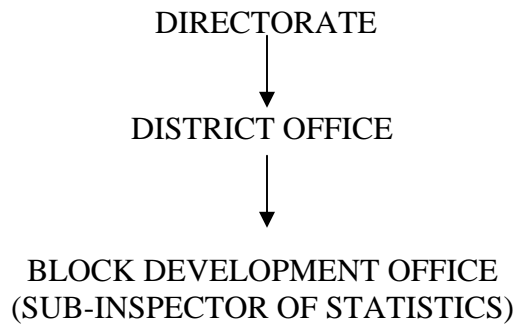 DIRECTORATE
DISTRICT OFFICE
BLOCK DEVELOPMENT OFFICE
(SUB-INSPECTOR OF STATISTICS)